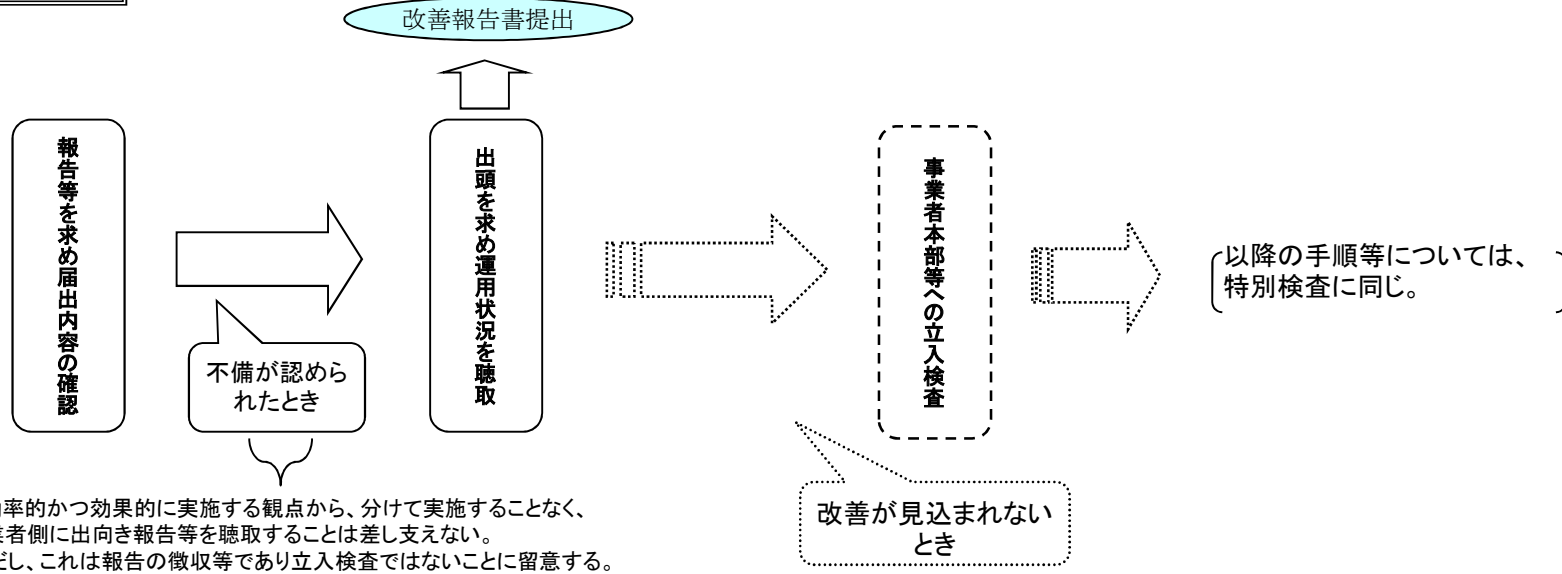 改善報告書提出
報告等を求め届出内容の確認
不備が認めら
れたとき
出頭を求め運用状況を聴取
事業者本部等への立入検査
改善が見込まれない
とき
以降の手順等については、
特別検査に同じ。
率的かつ効果的に実施する観点から、分けて実施することなく、
者側に出向き報告等を聴取することは差し支えない。
し、これは報告の徴収等であり立入検査ではないことに留意する。